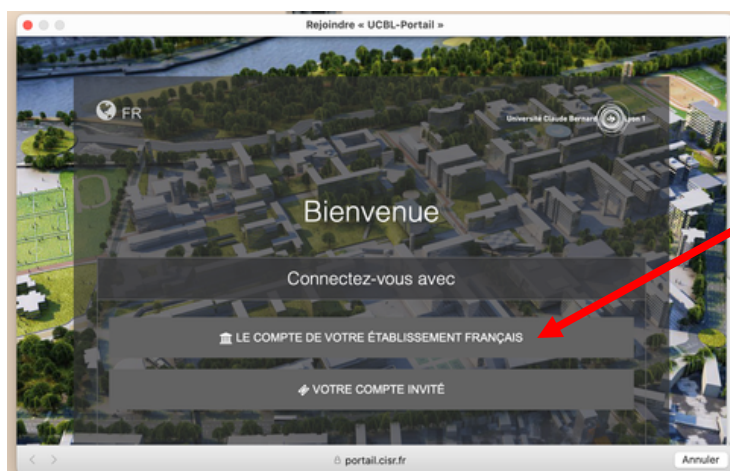 Rejoindre « UCBL-Portail »
FR
Université Claude Bernard Lyon 1
Bienvenue
Connectez-vous avec
LE COMPTE DE VOTRE ÉTABLISSEMENT FRANÇAIS
VOTRE COMPTE INVITÉ
portail.cisr.fr
Annuler